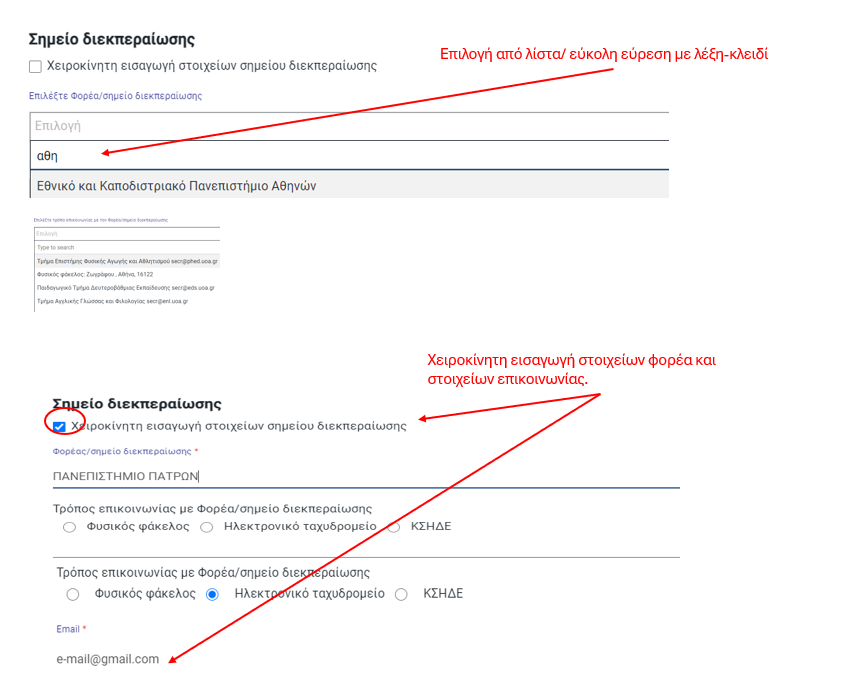 Σημείο διεκπεραίωσης
Επιλογή από λίστα/ εύκολη εύρεση με λέξη-κλειδί
Χειροκίνητη εισαγωγή στοιχείων σημείου διεκπεραίωσης
Επιλέξτε Φορέα/σημείο διεκπεραίωσης
Επιλογή
αθη
Εθνικό και Καποδιστριακό Πανεπιστήμιο Αθηνών
Επιλέξτε τρόπο επικοινωνίας με τον Φορέα/σημείο διεκπεραίωσης
Επιλογή
Type to search
Τμήμα Επιστήμης Φυσικής Αγωγής και Αθλητισμού secr@phed.uoa.gr
Φυσικός φάκελος: Ζωγράφου , Αθήνα, 16122
Παιδαγωγικό Τμήμα Δευτεροβάθμιας Εκπαίδευσης secr@eds.uoa.gr
Τμήμα Αγγλικής Γλώσσας και Φιλολογίας secr@enl.uoa.gr
Χειροκίνητη εισαγωγή στοιχείων φορέα και
στοιχείων επικοινωνίας.
Σημείο διεκπεραίωσης
Χειροκίνητη εισαγωγή στοιχείων σημείου διεκπεραίωσης
Φορέας/σημείο διεκπεραίωσης *
ΠΑΝΕΠΙΣΤΗΜΙΟ ΠΑΤΡΩΝ
Τρόπος επικοινωνίας με Φορέα/σημείο διεκπεραίωσης
Φυσικός φάκελος Ηλεκτρονικό ταχυδρομείο ΚΣΗΔΕ
Τρόπος επικοινωνίας με Φορέα/σημείο διεκπεραίωσης
Φυσικός φάκελος Ηλεκτρονικό ταχυδρομείο ΚΣΗΔΕ
Email *
e-mail@gmail.com